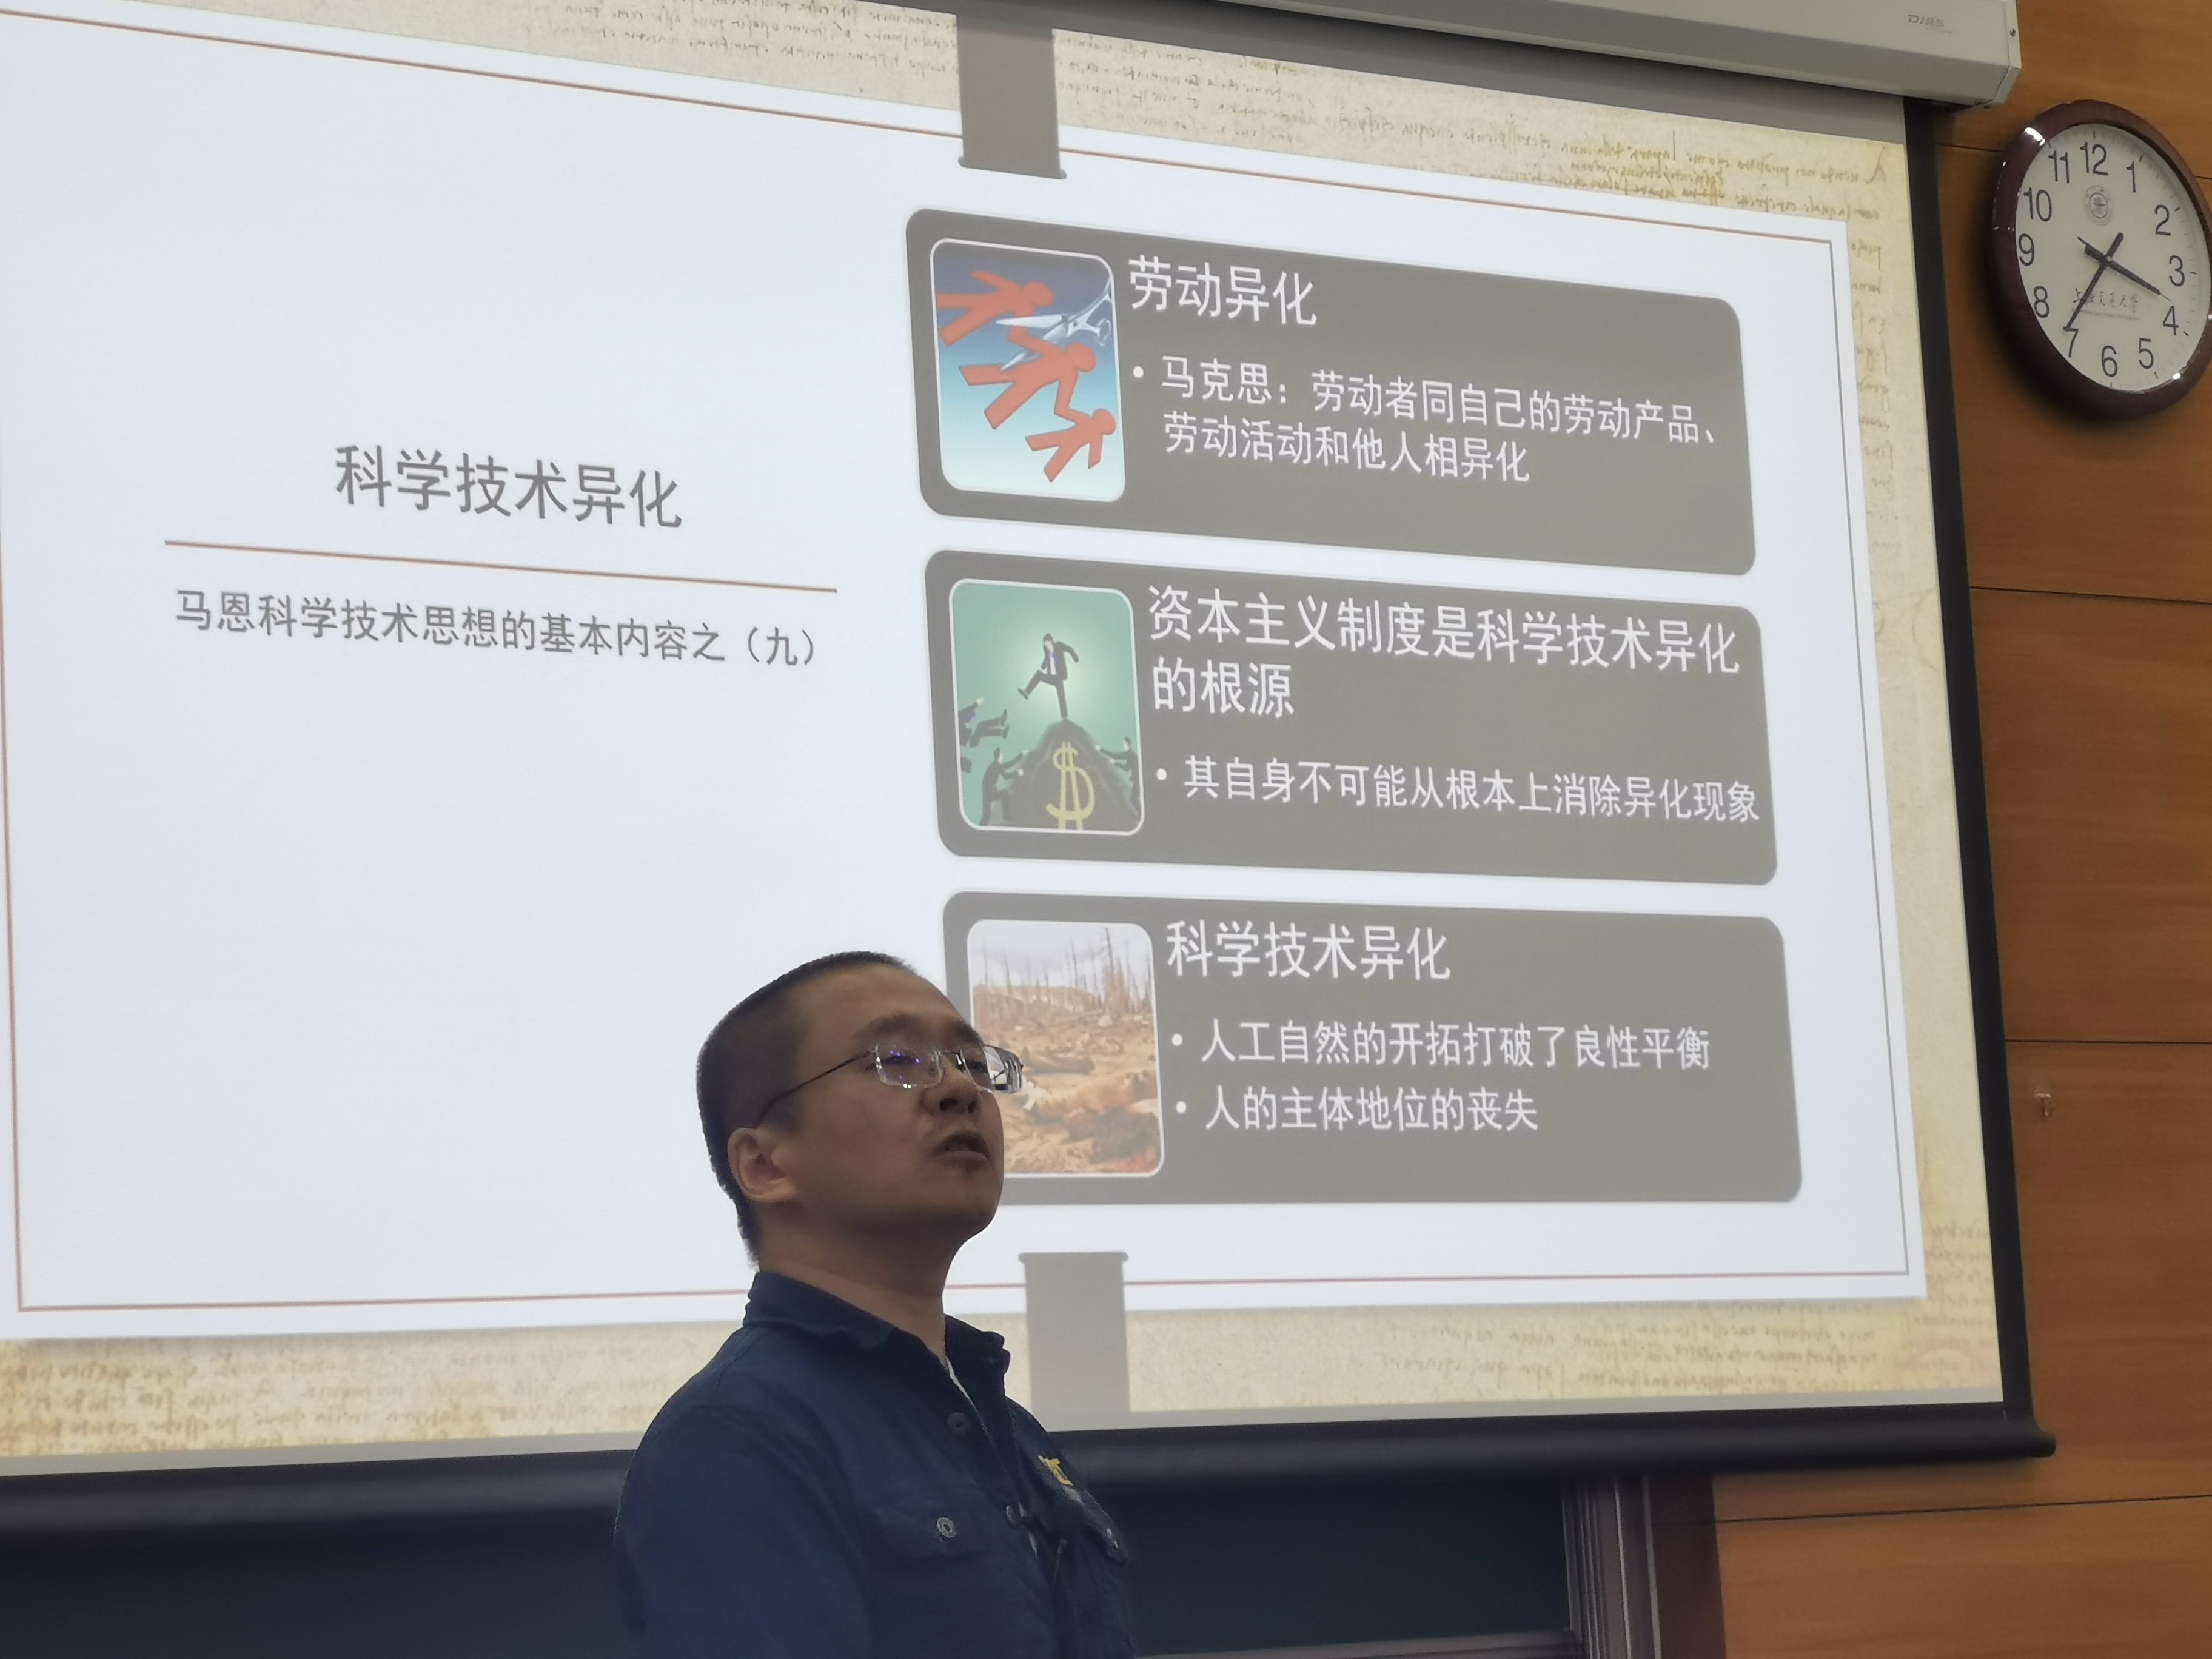 科学技术异化
马恩科学技术思想的基本内容之（九）
劳动异化
• 马克思：劳动者同自己的劳动产品、
劳动活动和他人相异化
资本主义制度是科学技术异化
的根源
• 其自身不可能从根本上消除异化现象
$
科学技术异化
• 人工自然的开拓打破了良性平衡
• 人的主体地位的丧失
12
1
2
3
4
5
6
7
8
9
10
11
上海交通大学